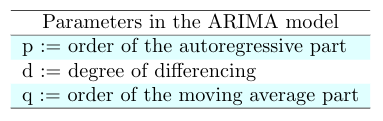 Parameters in the ARIMA model
p := order of the autoregressive part
d := degree of differencing
q := order of the moving average part